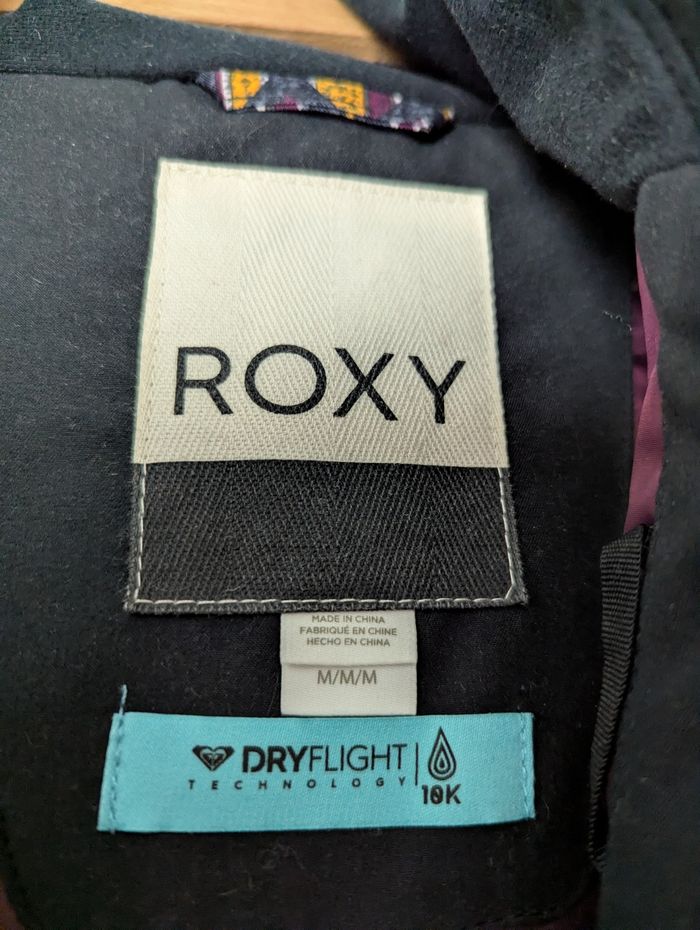 ROXY
MADE IN CHINA
FABRIQUÉ EN CHINE
HECHO EN CHINA
M/M/M
DRYFLIGHT
TECHNOLOGY
10K